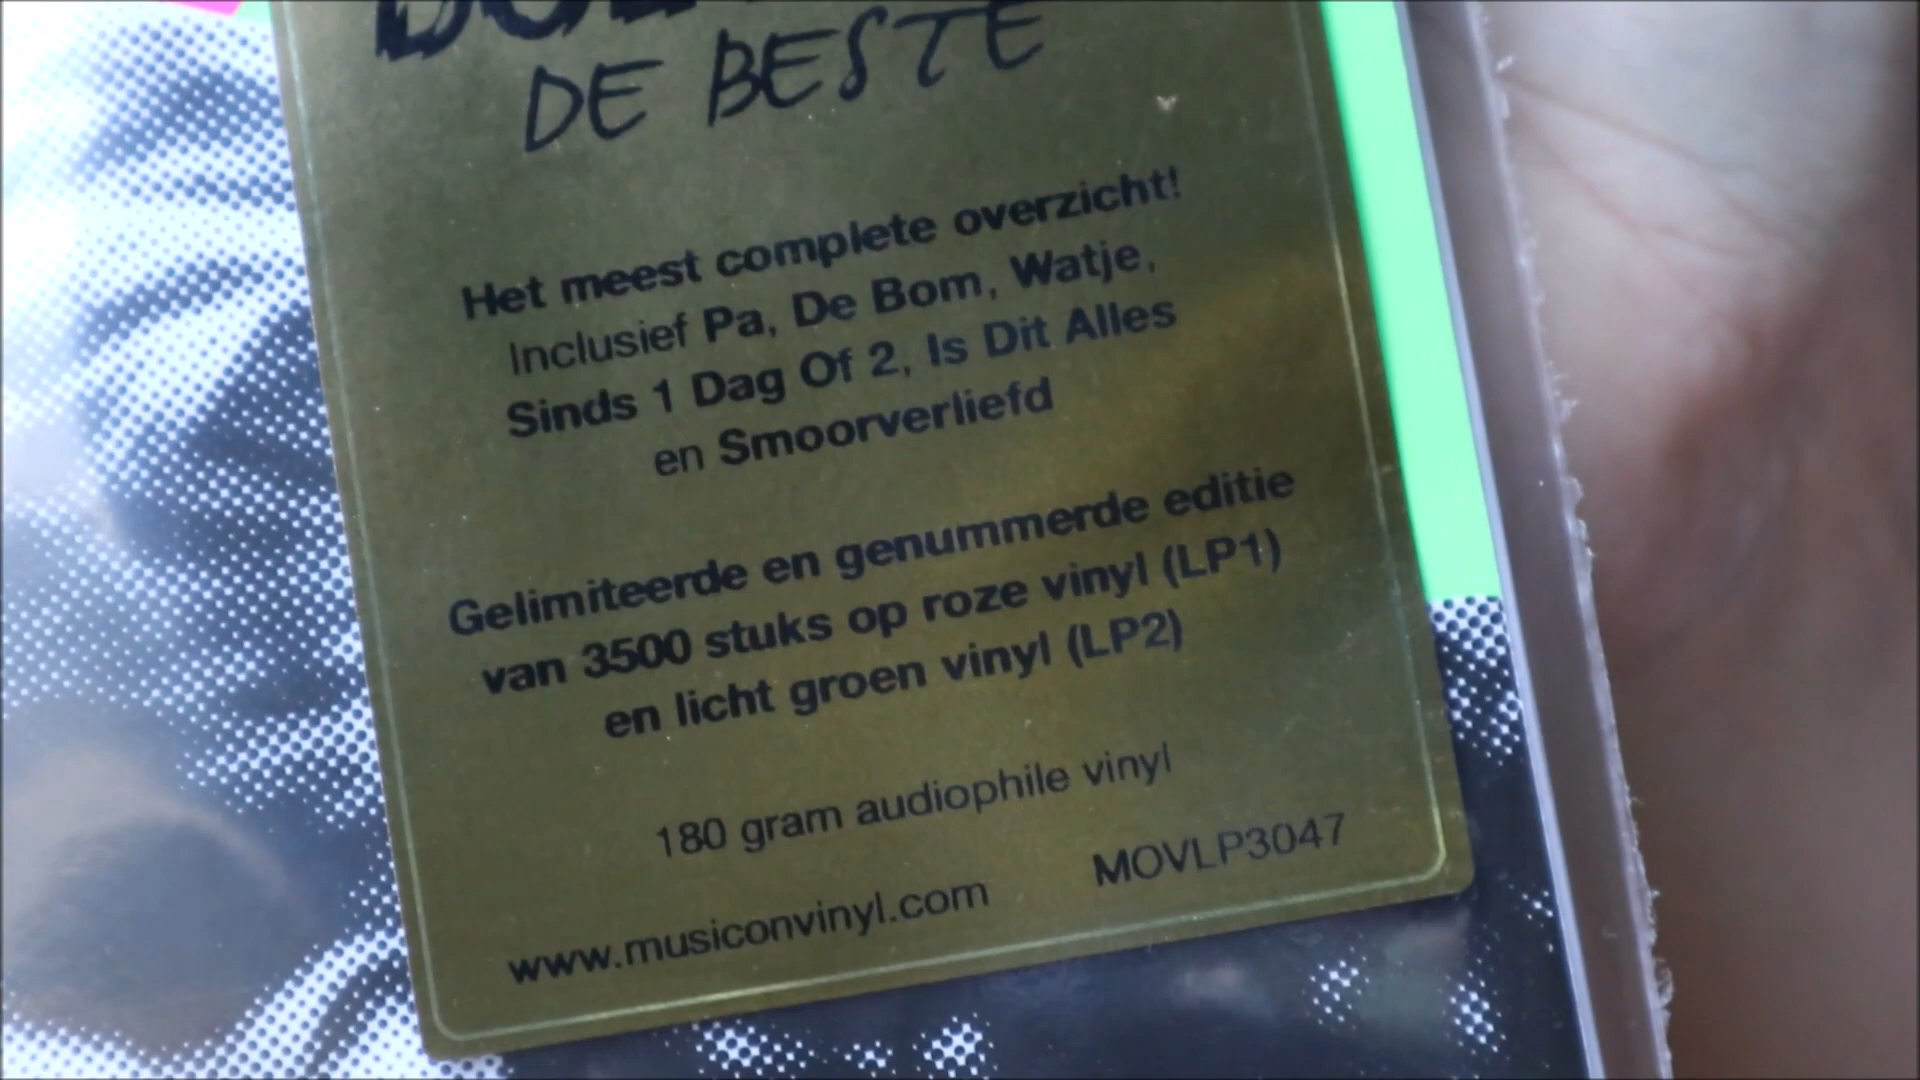 DE BESTE
Het meest complete overzicht!
Inclusief Pa, De Bom, Watje,
Sinds 1 Dag Of 2, Is Dit Alles
en Smoorverliefd
Gelimiteerde en genummerde editie
van 3500 stuks op roze vinyl (LP1)
en licht groen vinyl (LP2)
180 gram audiophile vinyl
www.musiconvinyl.com MOVLP3047